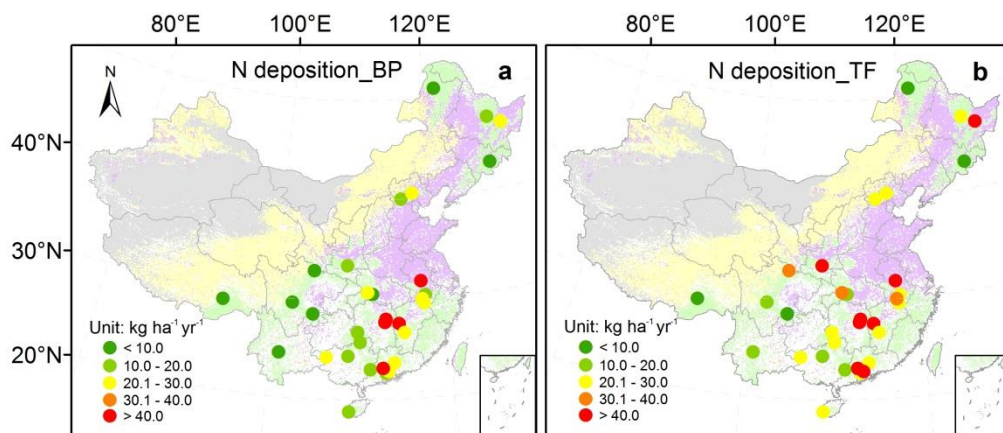 80°E 100°E 120°E 80°E 100°E 120°E
N deposition_BP a
N deposition_TF b
N
40°N
30°N
20°N
Unit: kg ha⁻¹ yr⁻¹
< 10.0
10.0 - 20.0
20.1 - 30.0
30.1 - 40.0
> 40.0
Unit: kg ha⁻¹ yr⁻¹
< 10.0
10.0 - 20.0
20.1 - 30.0
30.1 - 40.0
> 40.0